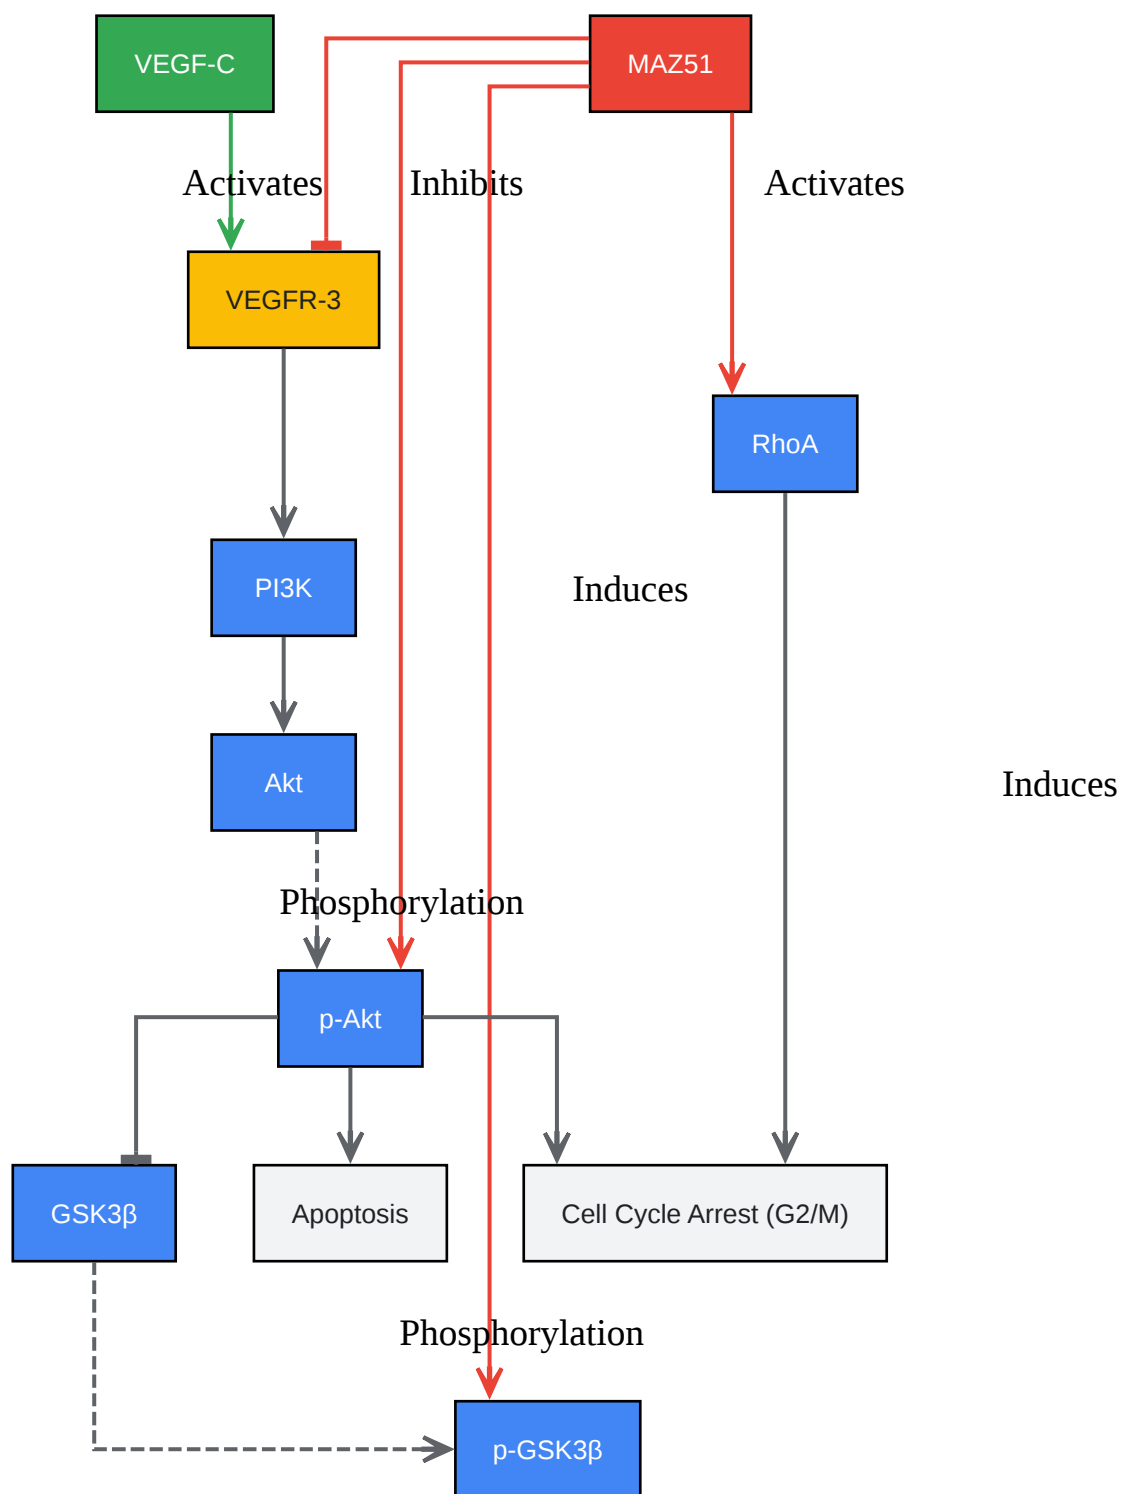 VEGF-C
MAZ51
Activates
Inhibits
Activates
VEGFR-3
RhoA
PI3K
Induces
Akt
Induces
Phosphorylation
p-Akt
GSK3β
Apoptosis
Cell Cycle Arrest (G2/M)
Phosphorylation
p-GSK3β